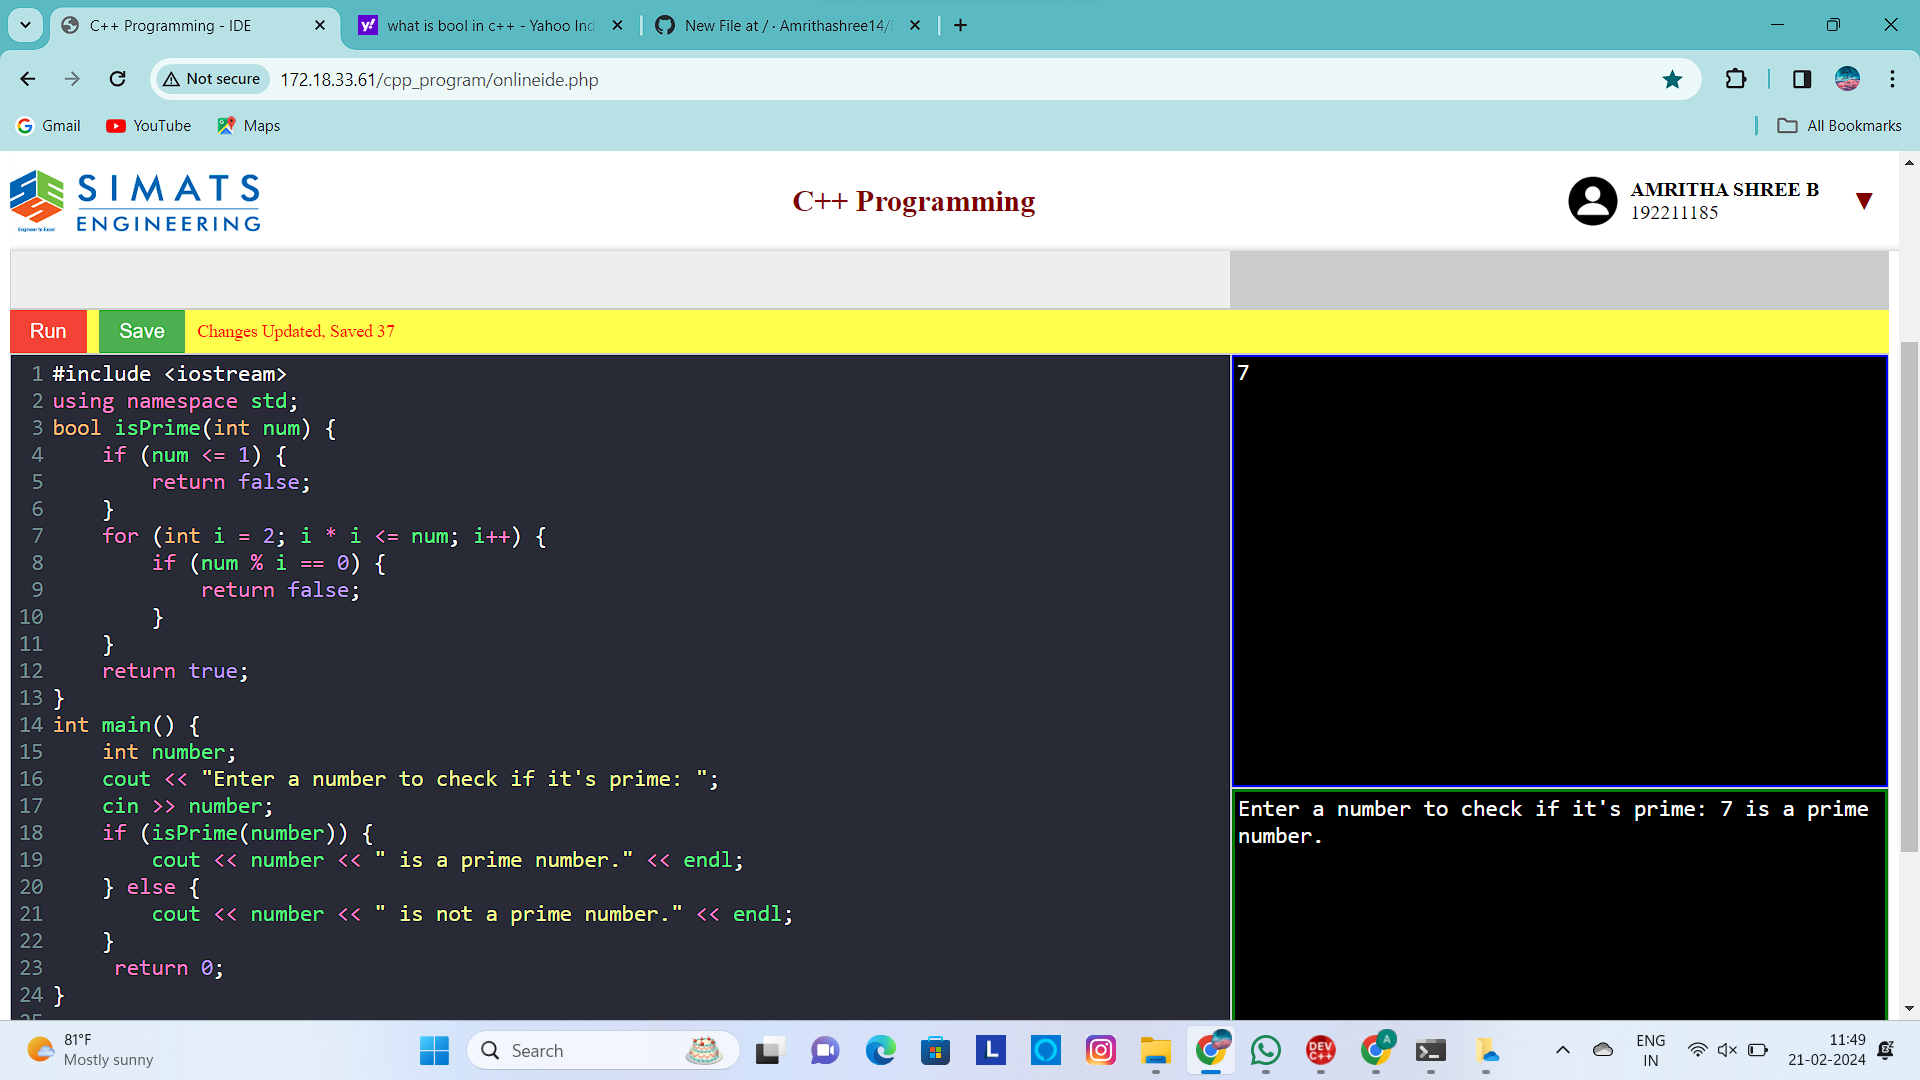 C++ Programming - IDE
what is bool in c++ - Yahoo Ind
New File at / · Amrithashree14/
Not secure
172.18.33.61/cpp_program/onlineide.php
Gmail
YouTube
Maps
All Bookmarks
SIMATS
ENGINEERING
Engineer to Excel
C++ Programming
AMRITHA SHREE B
192211185
Run
Save
Changes Updated, Saved 37
1 #include <iostream>
2 using namespace std;
3 bool isPrime(int num) {
4     if (num <= 1) {
5         return false;
6     }
7     for (int i = 2; i * i <= num; i++) {
8         if (num % i == 0) {
9             return false;
10         }
11     }
12     return true;
13 }
14 int main() {
15     int number;
16     cout << "Enter a number to check if it's prime: ";
17     cin >> number;
18     if (isPrime(number)) {
19         cout << number << " is a prime number." << endl;
20     } else {
21         cout << number << " is not a prime number." << endl;
22     }
23      return 0;
24 }
25
7
Enter a number to check if it's prime: 7 is a prime
number.
81°F
Mostly sunny
Search
L
DEV
C++
A
ENG
IN
11:49
21-02-2024